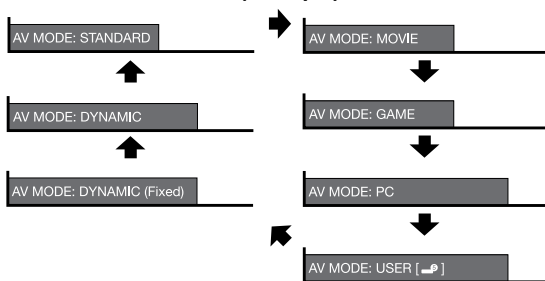 AV MODE: STANDARD
AV MODE: MOVIE
AV MODE: DYNAMIC
AV MODE: GAME
AV MODE: DYNAMIC (Fixed)
AV MODE: PC
AV MODE: USER [ ]